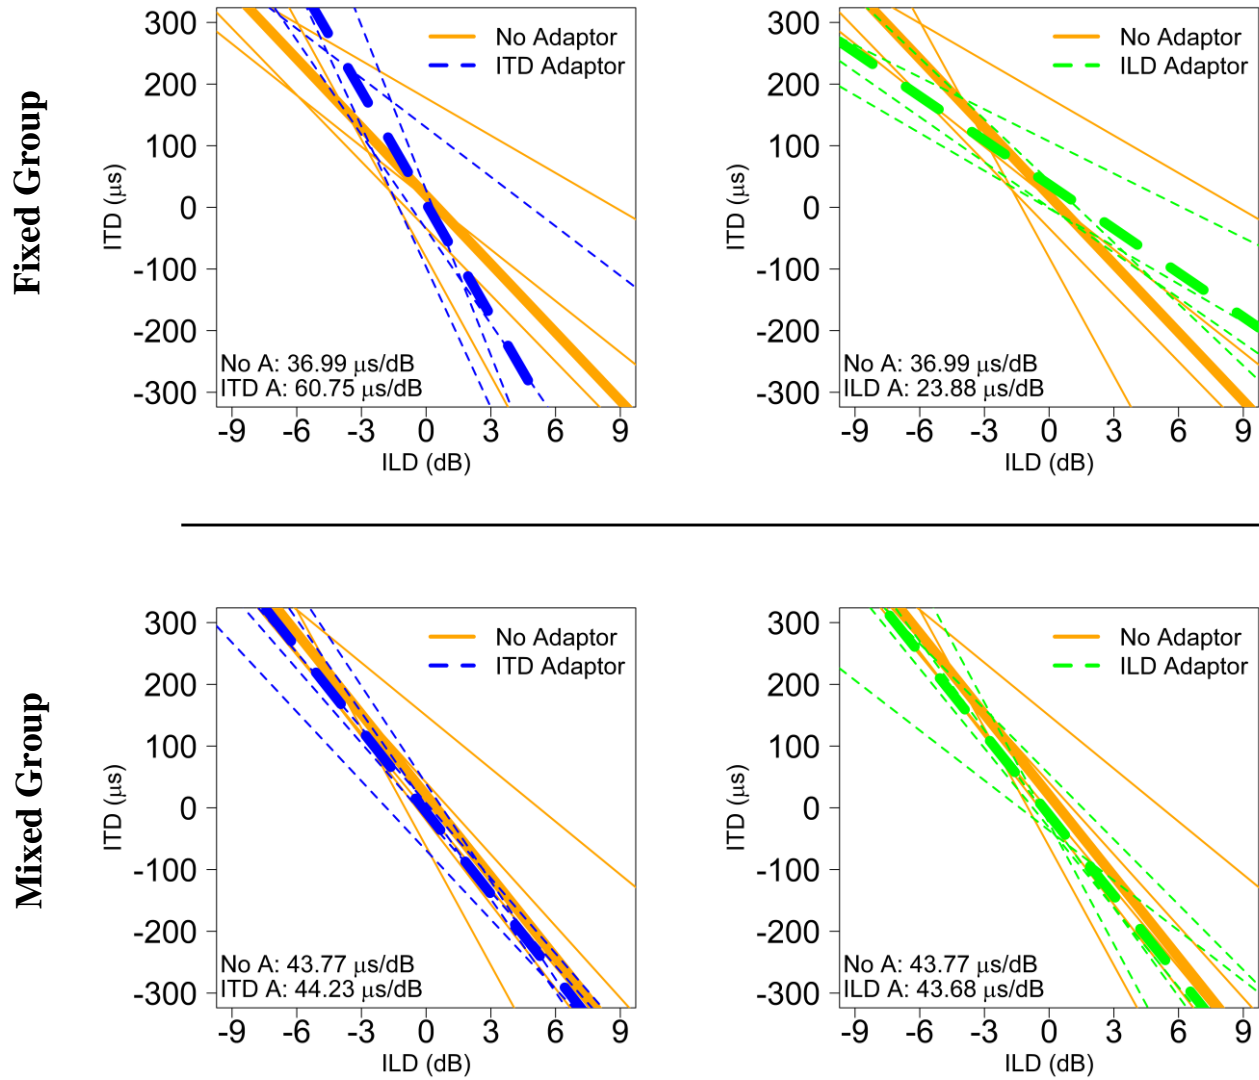 Fixed Group
300
200
100
0
-100
-200
-300
ITD (μs)
No Adaptor
ITD Adaptor
No A: 36.99 μs/dB
ITD A: 60.75 μs/dB
-9 -6 -3 0 3 6 9
ILD (dB)
300
200
100
0
-100
-200
-300
ITD (μs)
No Adaptor
ILD Adaptor
No A: 36.99 μs/dB
ILD A: 23.88 μs/dB
-9 -6 -3 0 3 6 9
ILD (dB)
Mixed Group
300
200
100
0
-100
-200
-300
ITD (μs)
No Adaptor
ITD Adaptor
No A: 43.77 μs/dB
ITD A: 44.23 μs/dB
-9 -6 -3 0 3 6 9
ILD (dB)
300
200
100
0
-100
-200
-300
ITD (μs)
No Adaptor
ILD Adaptor
No A: 43.77 μs/dB
ILD A: 43.68 μs/dB
-9 -6 -3 0 3 6 9
ILD (dB)